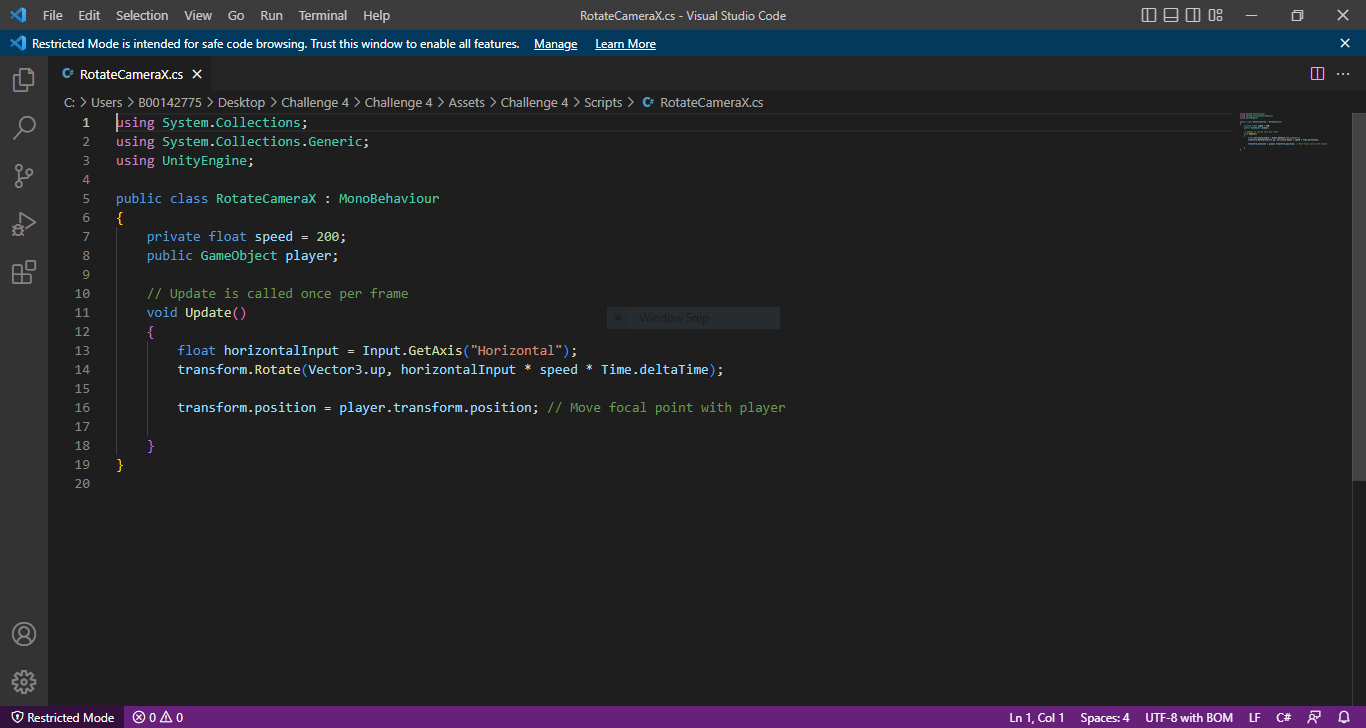 File Edit Selection View Go Run Terminal Help RotateCameraX.cs - Visual Studio Code
Restricted Mode is intended for safe code browsing. Trust this window to enable all features. Manage Learn More
C# RotateCameraX.cs
C: > Users > B00142775 > Desktop > Challenge 4 > Challenge 4 > Assets > Challenge 4 > Scripts > C# RotateCameraX.cs
1 using System.Collections;
2 using System.Collections.Generic;
3 using UnityEngine;
4
5 public class RotateCameraX : MonoBehaviour
6 {
7 private float speed = 200;
8 public GameObject player;
9
10 // Update is called once per frame
11 void Update()
Window Snip
12 {
13 float horizontalInput = Input.GetAxis("Horizontal");
14 transform.Rotate(Vector3.up, horizontalInput * speed * Time.deltaTime);
15
16 transform.position = player.transform.position; // Move focal point with player
17
18 }
19 }
20
Restricted Mode 0 0 Ln 1, Col 1 Spaces: 4 UTF-8 with BOM LF C#